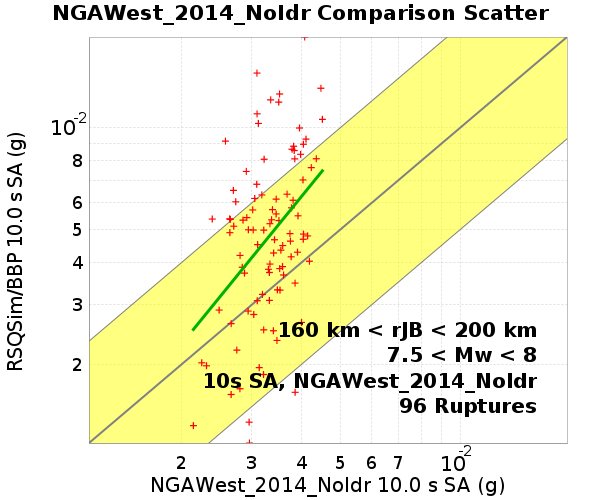 NGAWest_2014_NoIdr Comparison Scatter
RSQSim/BBP 10.0 s SA (g)
10-2
8
6
5
4
3
2
160 km < rJB < 200 km
7.5 < Mw < 8
10s SA, NGAWest_2014_NoIdr
96 Ruptures
2 3 4 5 6 7 10-2
NGAWest_2014_NoIdr 10.0 s SA (g)